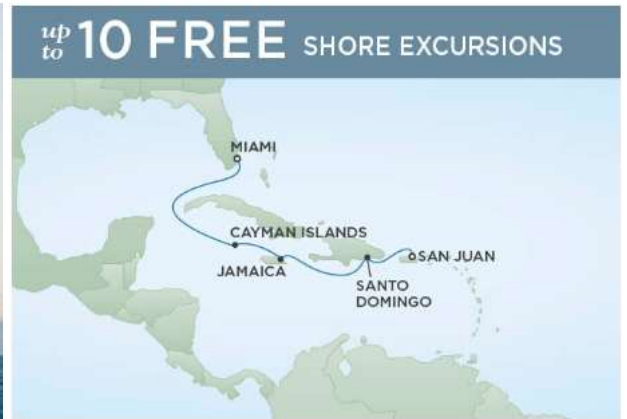 up to 10 FREE SHORE EXCURSIONS
MIAMI
CAYMAN ISLANDS
JAMAICA
SAN JUAN
SANTO
DOMINGO